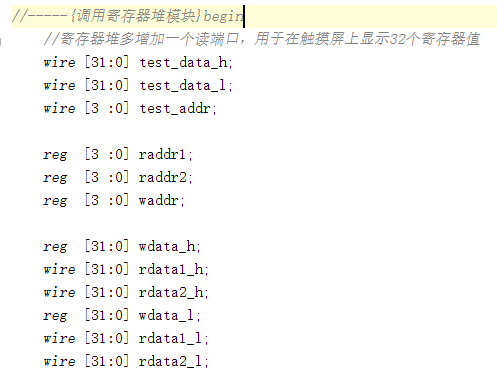 //-----{调用寄存器堆模块}begin
//寄存器堆多增加一个读端口，用于在触摸屏上显示32个寄存器值
wire [31:0] test_data_h;
wire [31:0] test_data_l;
wire [3 :0] test_addr;
reg  [3 :0] raddr1;
reg  [3 :0] raddr2;
reg  [3 :0] waddr;
reg  [31:0] wdata_h;
wire [31:0] rdata1_h;
wire [31:0] rdata2_h;
reg  [31:0] wdata_l;
wire [31:0] rdata1_l;
wire [31:0] rdata2_l;